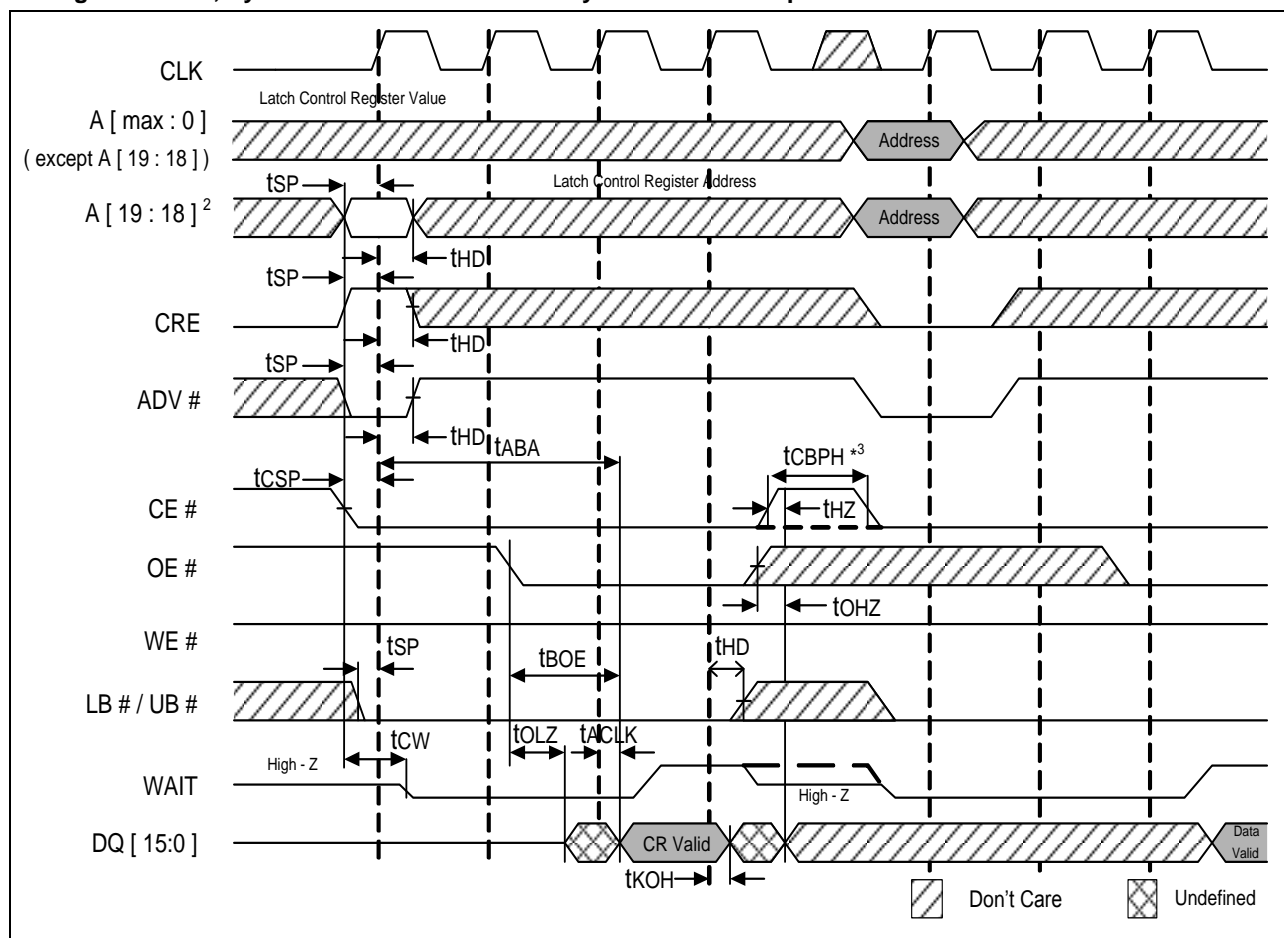 CLK
Latch Control Register Value
A [ max : 0 ]
( except A [ 19 : 18 ] )
Address
tSP
Latch Control Register Address
A [ 19 : 18 ] 2
Address
tHD
tSP
CRE
tHD
tSP
ADV #
tHD
tABA
tCBPH *3
tCSP
CE #
tHZ
OE #
tOHZ
WE #
tSP
tHD
tBOE
LB # / UB #
tOLZ
tACLK
tCW
High - Z
WAIT
High - Z
DQ [ 15:0 ]
CR Valid
Data
Valid
tKOH
Don't Care
Undefined